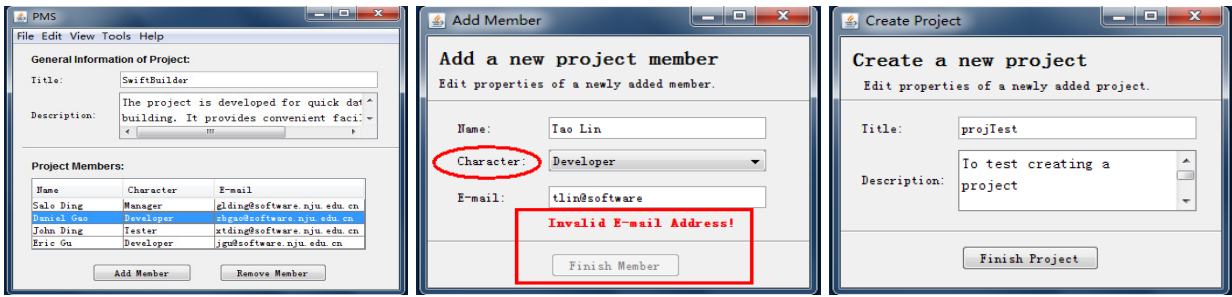 PMS
File Edit View Tools Help
General Information of Project:
Title: SwiftBuilder
Description: The project is developed for quick dat
building. It provides convenient facil
Project Members:
Name Character E-mail
Salo Ding Manager glding@software.nju.edu.cn
Daniel Gao Developer zhgao@software.nju.edu.cn
John Ding Tester xtding@software.nju.edu.cn
Eric Gu Developer jgu@software.nju.edu.cn
Add Member Remove Member
Add Member
Add a new project member
Edit properties of a newly added member.
Name: Tao Lin
Character: Developer
E-mail: tlin@software
Invalid E-mail Address!
Finish Member
Create Project
Create a new project
Edit properties of a newly added project.
Title: projTest
Description: To test creating a
project
Finish Project